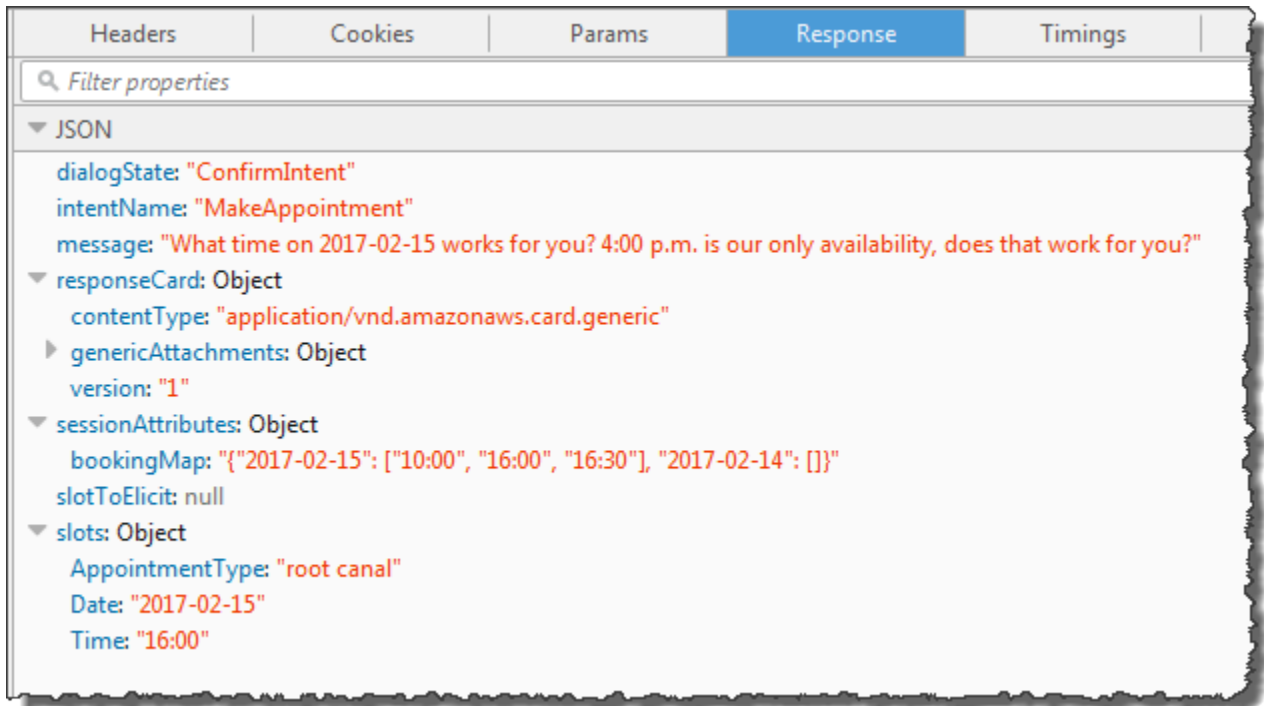 Headers Cookies Params Response Timings
Filter properties
JSON
dialogState: "ConfirmIntent"
intentName: "MakeAppointment"
message: "What time on 2017-02-15 works for you? 4:00 p.m. is our only availability, does that work for you?"
responseCard: Object
contentType: "application/vnd.amazonaws.card.generic"
genericAttachments: Object
version: "1"
sessionAttributes: Object
bookingMap: "{"2017-02-15": ["10:00", "16:00", "16:30"], "2017-02-14": []}"
slotToElicit: null
slots: Object
AppointmentType: "root canal"
Date: "2017-02-15"
Time: "16:00"